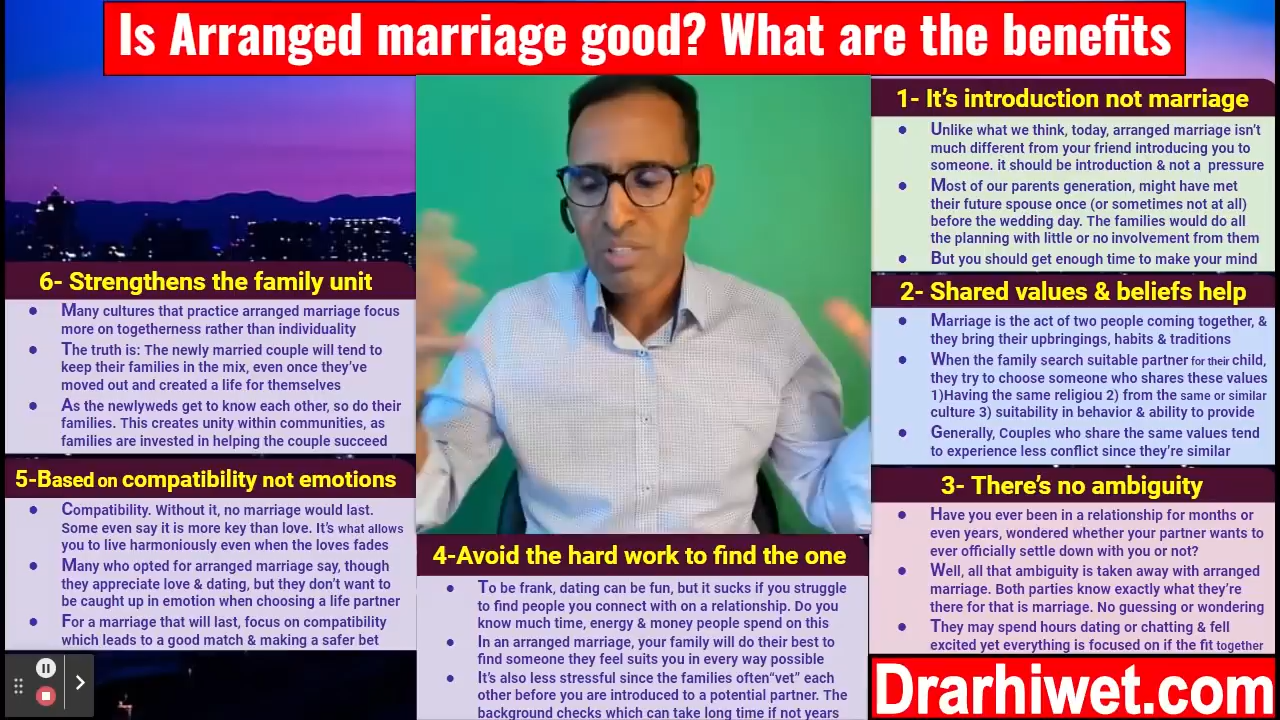 Is Arranged marriage good? What are the benefits
1- It's introduction not marriage
● Unlike what we think, today, arranged marriage isn't
much different from your friend introducing you to
someone. it should be introduction & not a pressure
● Most of our parents generation, might have met
their future spouse once (or sometimes not at all)
before the wedding day. The families would do all
the planning with little or no involvement from them
● But you should get enough time to make your mind
2- Shared values & beliefs help
● Marriage is the act of two people coming together, &
they bring their upbringings, habits & traditions
● When the family search suitable partner for their child,
they try to choose someone who shares these values
1)Having the same religiou 2) from the same or similar
culture 3) suitability in behavior & ability to provide
● Generally, Couples who share the same values tend
to experience less conflict since they're similar
3- There's no ambiguity
● Have you ever been in a relationship for months or
even years, wondered whether your partner wants to
ever officially settle down with you or not?
● Well, all that ambiguity is taken away with arranged
marriage. Both parties know exactly what they're
there for that is marriage. No guessing or wondering
● They may spend hours dating or chatting & fell
excited yet everything is focused on if the fit together
4-Avoid the hard work to find the one
● To be frank, dating can be fun, but it sucks if you struggle
to find people you connect with on a relationship. Do you
know much time, energy & money people spend on this
● In an arranged marriage, your family will do their best to
find someone they feel suits you in every way possible
● It's also less stressful since the families often“vet” each
other before you are introduced to a potential partner. The
background checks which can take long time if not years
5-Based on compatibility not emotions
● Compatibility. Without it, no marriage would last.
Some even say it is more key than love. It's what allows
you to live harmoniously even when the loves fades
● Many who opted for arranged marriage say, though
they appreciate love & dating, but they don't want to
be caught up in emotion when choosing a life partner
● For a marriage that will last, focus on compatibility
which leads to a good match & making a safer bet
6- Strengthens the family unit
● Many cultures that practice arranged marriage focus
more on togetherness rather than individuality
● The truth is: The newly married couple will tend to
keep their families in the mix, even once they've
moved out and created a life for themselves
● As the newlyweds get to know each other, so do their
families. This creates unity within communities, as
families are invested in helping the couple succeed
Drarhiwet.com